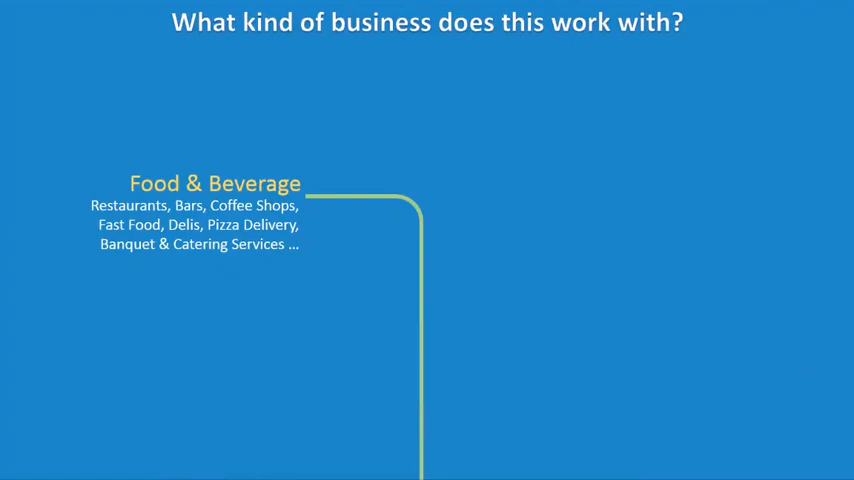 What kind of business does this work with?
Food & Beverage
Restaurants, Bars, Coffee Shops,
Fast Food, Delis, Pizza Delivery,
Banquet & Catering Services ...